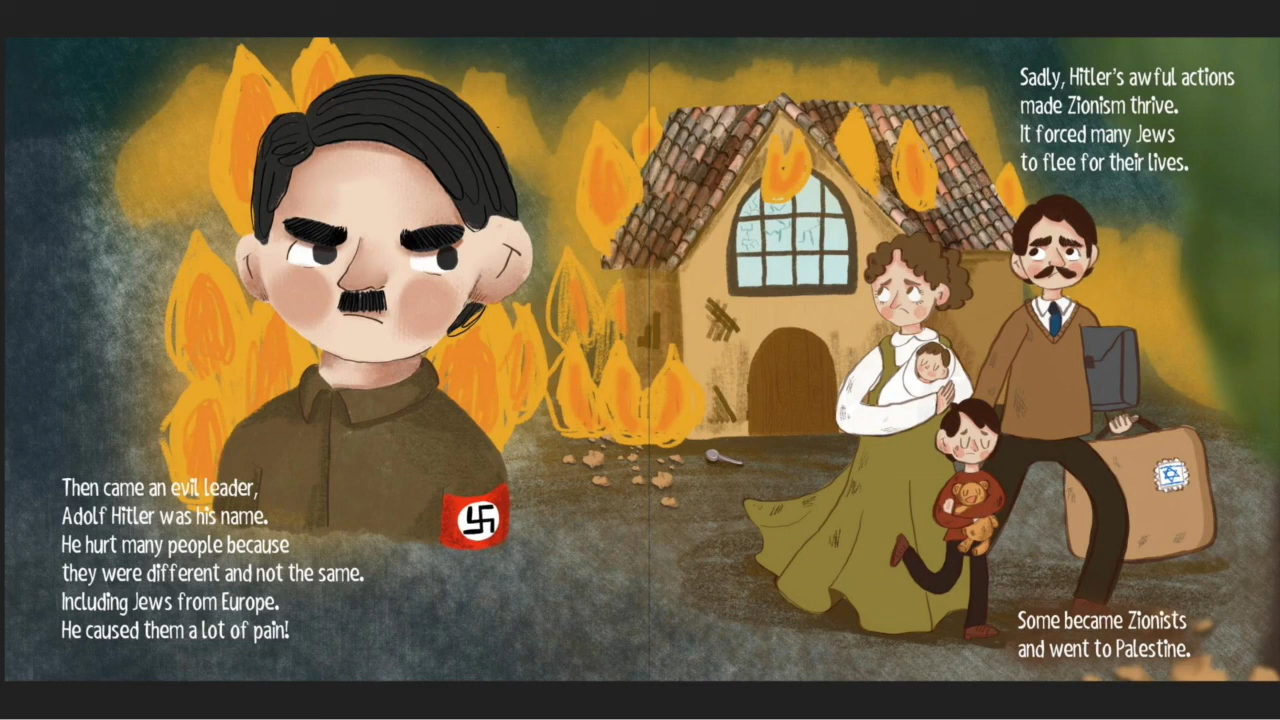 Then came an evil leader,
Adolf Hitler was his name.
He hurt many people because
they were different and not the same.
Including Jews from Europe.
He caused them a lot of pain!
Sadly, Hitler's awful actions
made Zionism thrive.
It forced many Jews
to flee for their lives.
Some became Zionists
and went to Palestine.